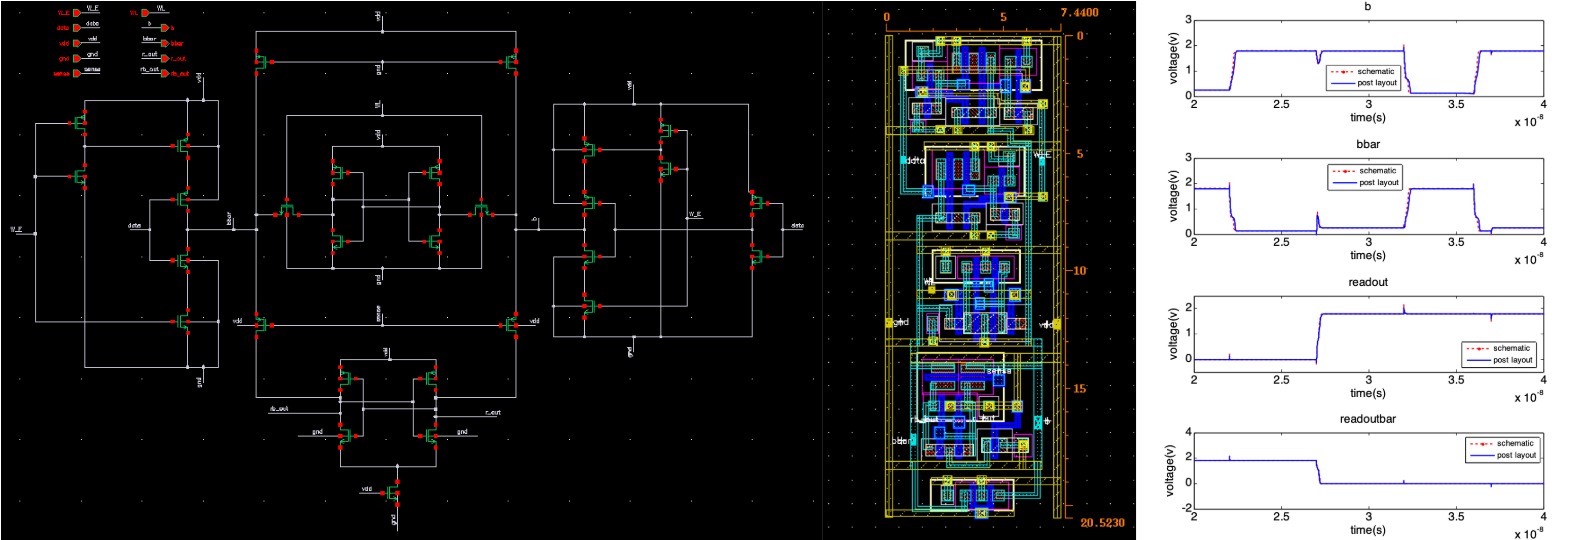 W_E W_E WL WL
data data b b
vdd vdd bbar bbar
gnd gnd r_out r_out
sense sense rb_out rb_out
vdd
vdd
gnd
WL
vdd
vdd
W_E
data
bbar
b
W_E
data
gnd
vdd
sense
vdd
gnd
gnd
vdd
rb_out
r_out
gnd
gnd
vdd
gnd
0 5 7.4400
0
5
10
15
20.5230
data
W_E
gnd
vdd
sense
b
voltage(v)
3
2
1
0
schematic
post layout
2 2.5 3 3.5 4
time(s)
x 10-8
bbar
voltage(v)
3
2
1
0
schematic
post layout
2 2.5 3 3.5 4
time(s)
x 10-8
readout
voltage(v)
2
1
0
schematic
post layout
2 2.5 3 3.5 4
time(s)
x 10-8
readoutbar
voltage(v)
4
2
0
-2
schematic
post layout
2 2.5 3 3.5 4
time(s)
x 10-8